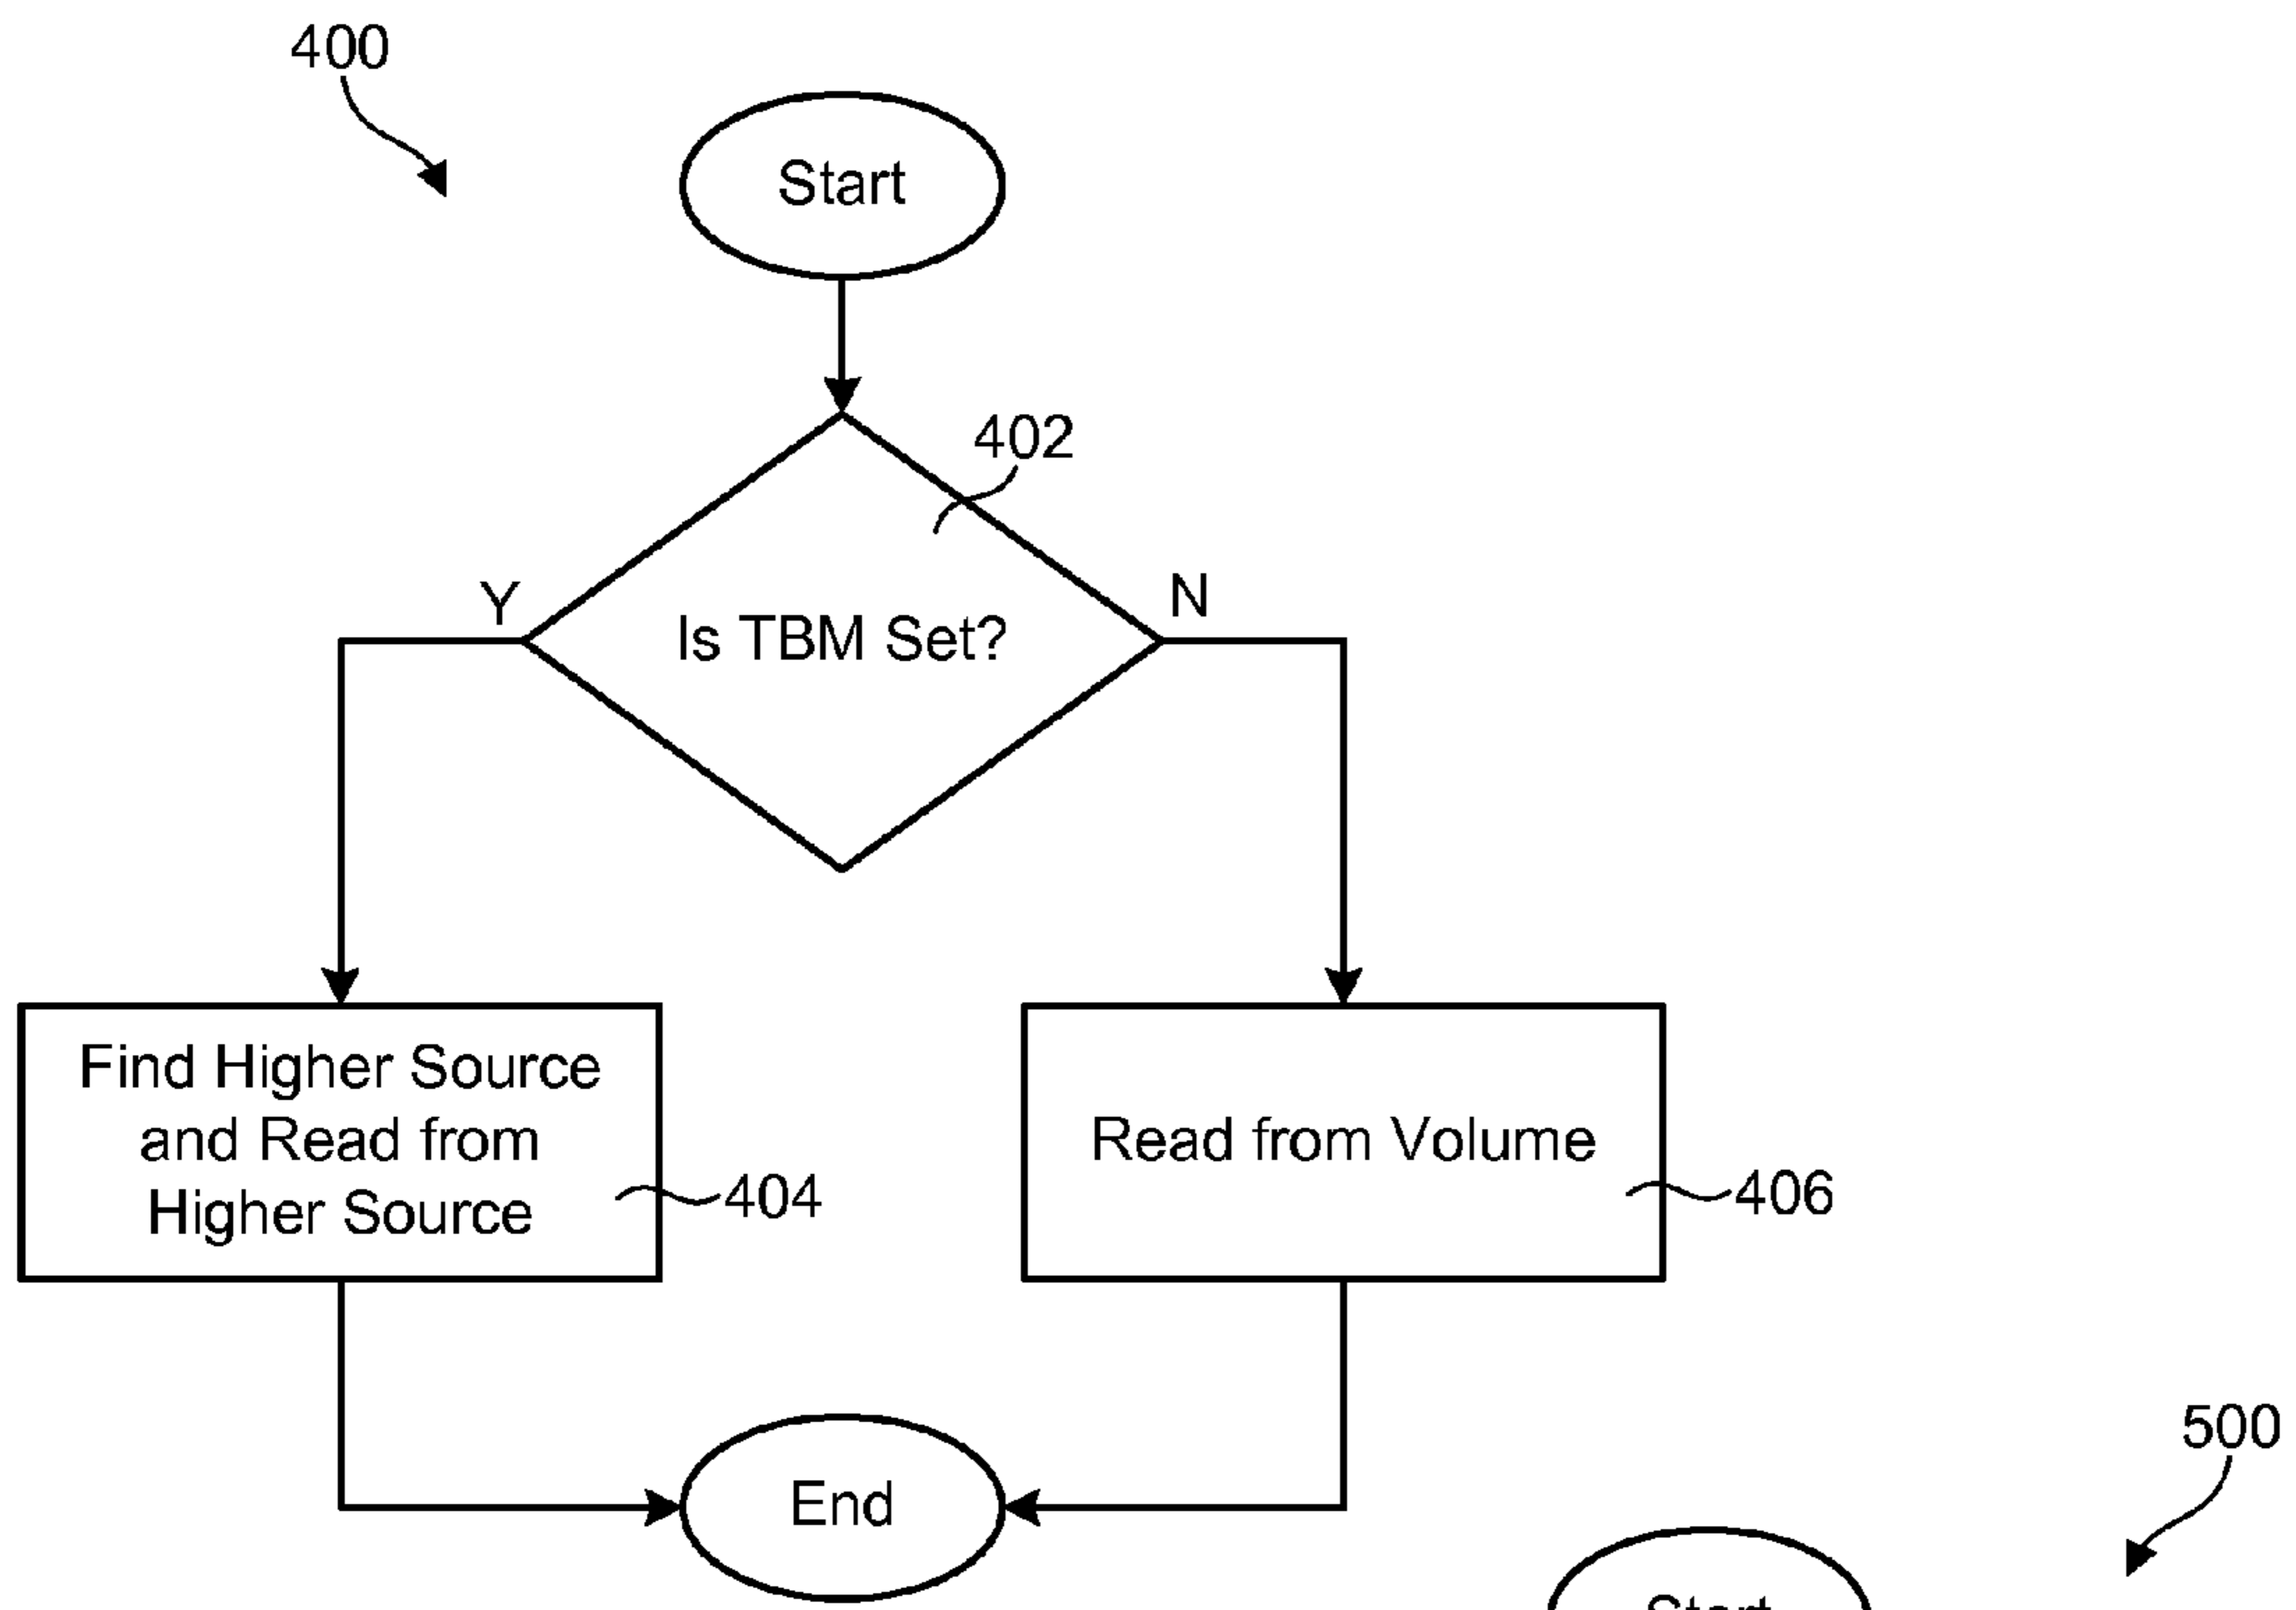 400
Start
402
Y
N
Is TBM Set?
Find Higher Source
and Read from
Higher Source
404
Read from Volume
406
End
500
Start